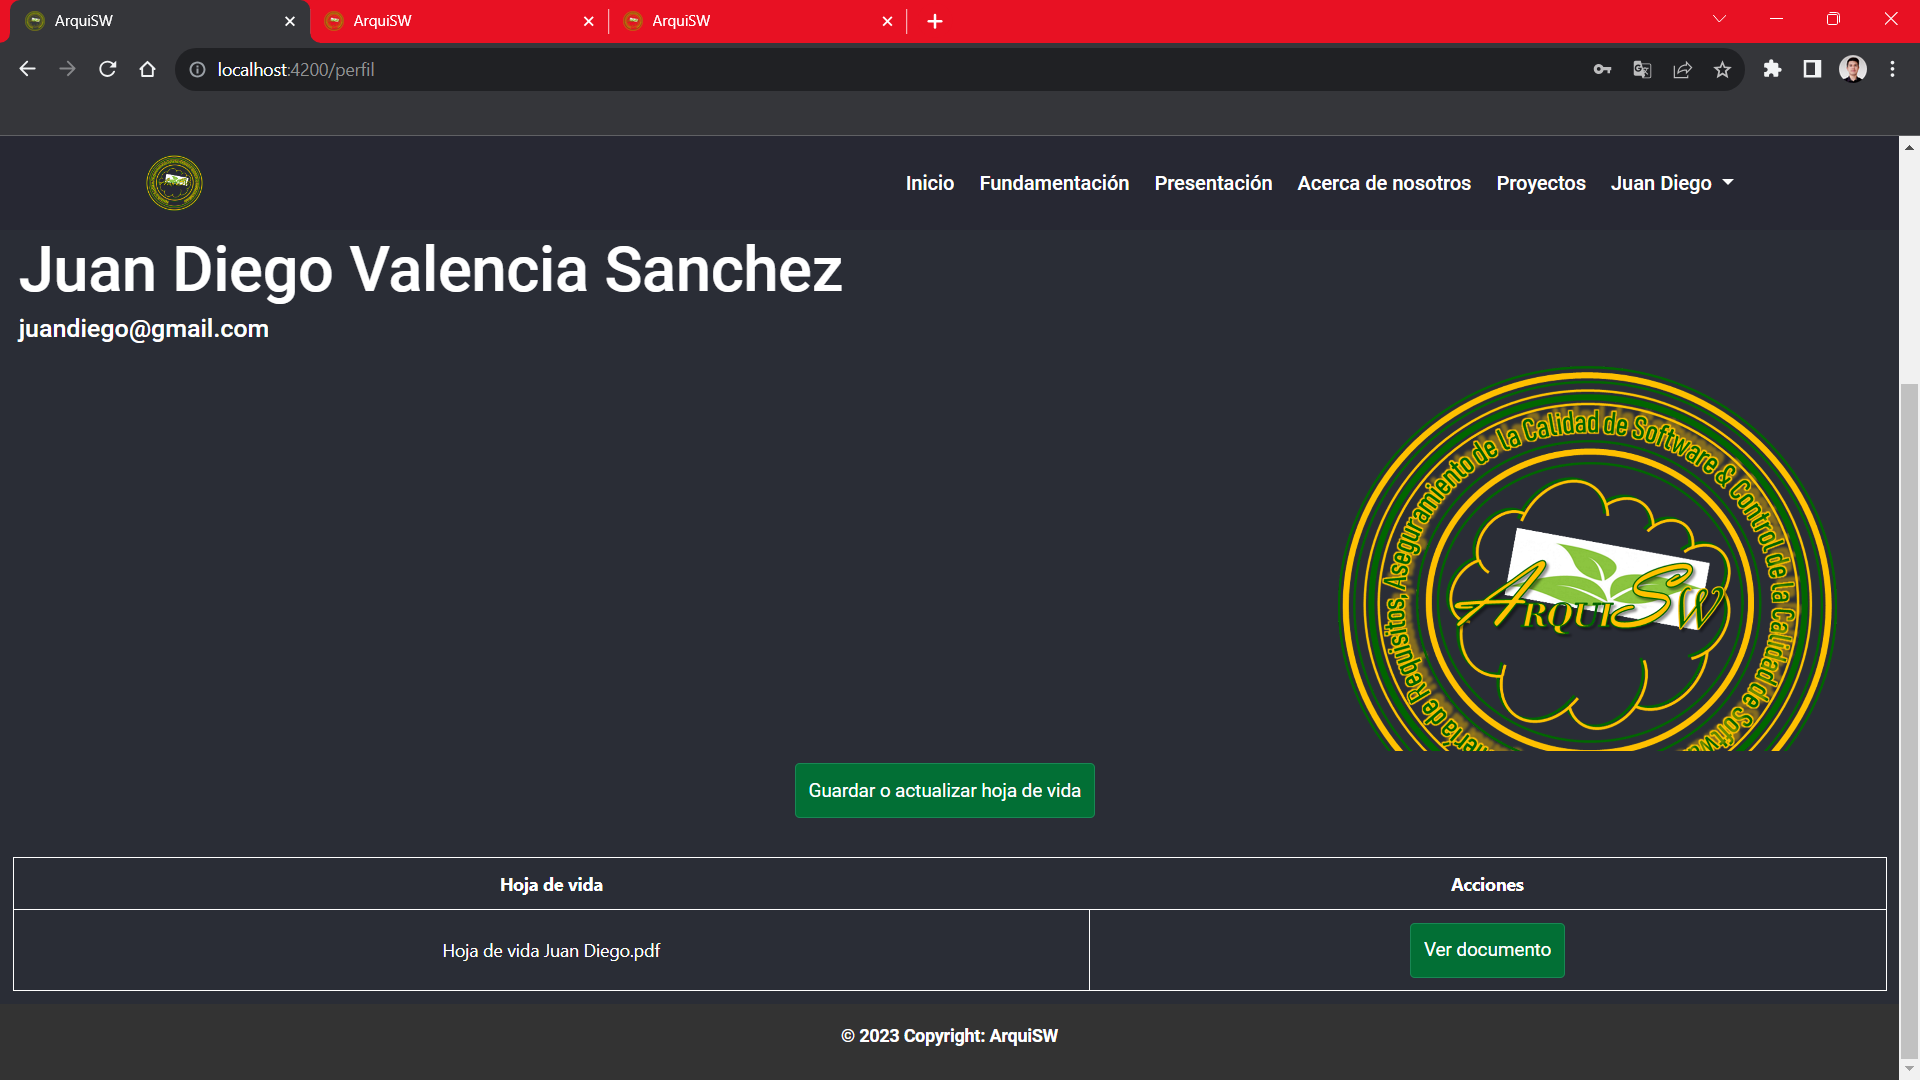 ArquiSW
ArquiSW
ArquiSW
localhost:4200/perfil
Inicio Fundamentación Presentación Acerca de nosotros Proyectos Juan Diego
Juan Diego Valencia Sanchez
juandiego@gmail.com
de Requisitos, Aseguramiento de la Calidad de Software & Control de la Calidad de
ArquiSW
Guardar o actualizar hoja de vida
Hoja de vida Acciones
Hoja de vida Juan Diego.pdf Ver documento
© 2023 Copyright: ArquiSW